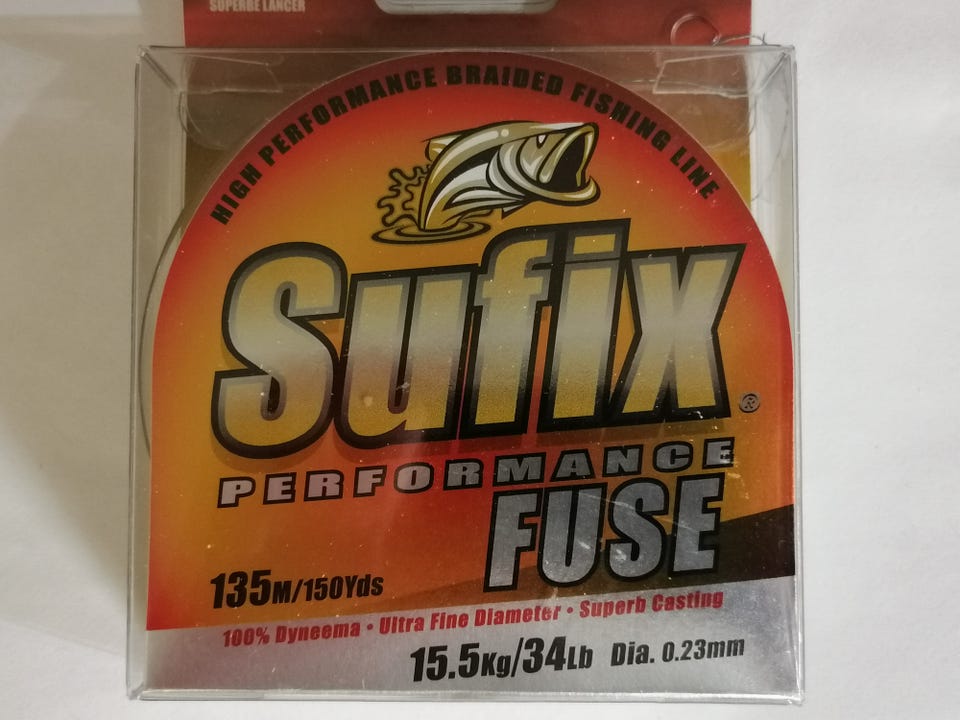 SUPERBE LANCER
HIGH PERFORMANCE BRAIDED FISHING LINE
Sufix®
PERFORMANCE
FUSE
135M/150Yds
100% Dyneema • Ultra Fine Diameter • Superb Casting
15.5Kg/34Lb Dia. 0.23mm